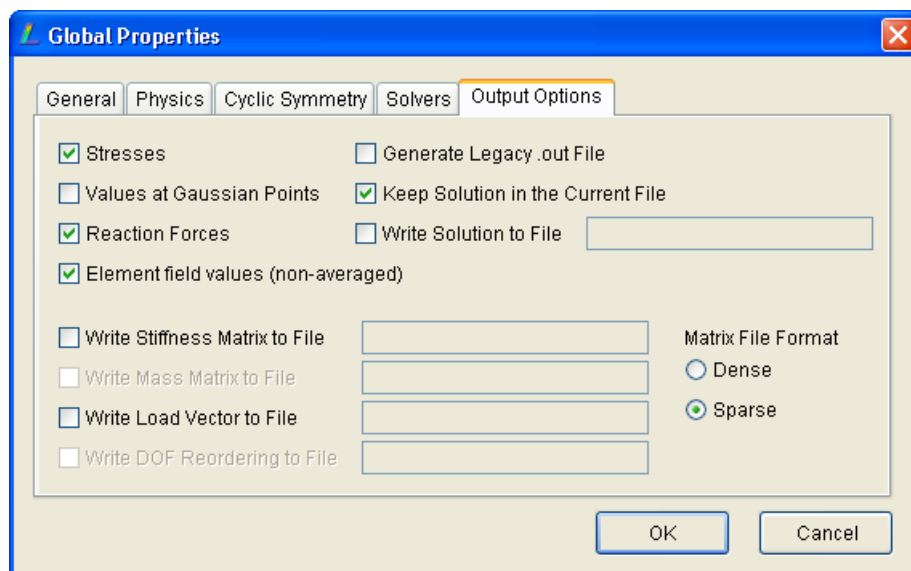 Global Properties
General Physics Cyclic Symmetry Solvers Output Options
Stresses
Generate Legacy .out File
Values at Gaussian Points
Keep Solution in the Current File
Reaction Forces
Write Solution to File
Element field values (non-averaged)
Write Stiffness Matrix to File
Matrix File Format
Write Mass Matrix to File
Dense
Write Load Vector to File
Sparse
Write DOF Reordering to File
OK
Cancel